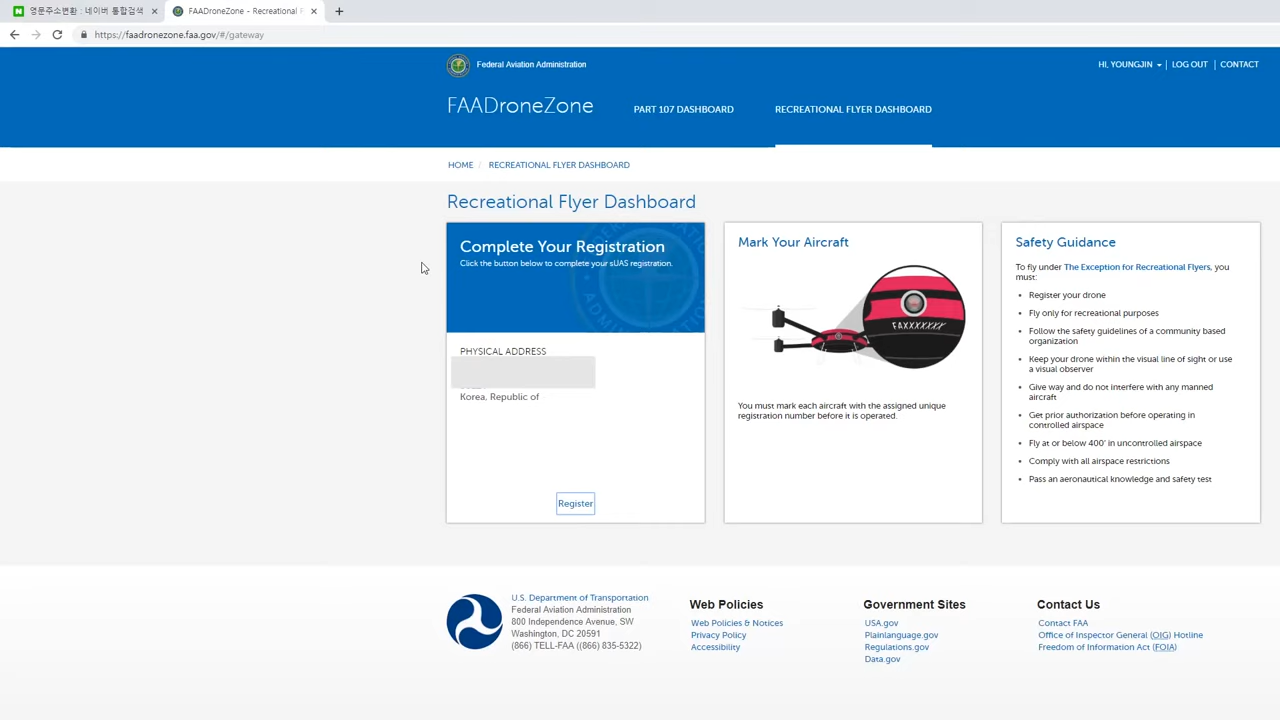 영문주소변환 : 네이버 통합검색
FAADroneZone - Recreational F
https://faadronezone.faa.gov/#/gateway
Federal Aviation Administration
HI, YOUNGJIN
LOG OUT
CONTACT
FAADroneZone
PART 107 DASHBOARD
RECREATIONAL FLYER DASHBOARD
HOME / RECREATIONAL FLYER DASHBOARD
Recreational Flyer Dashboard
Complete Your Registration
Click the button below to complete your sUAS registration.
PHYSICAL ADDRESS
Korea, Republic of
Register
Mark Your Aircraft
FAXXXXXXX
You must mark each aircraft with the assigned unique
registration number before it is operated.
Safety Guidance
To fly under The Exception for Recreational Flyers, you
must:
• Register your drone
• Fly only for recreational purposes
• Follow the safety guidelines of a community based
organization
• Keep your drone within the visual line of sight or use
a visual observer
• Give way and do not interfere with any manned
aircraft
• Get prior authorization before operating in
controlled airspace
• Fly at or below 400' in uncontrolled airspace
• Comply with all airspace restrictions
• Pass an aeronautical knowledge and safety test
U.S. Department of Transportation
Federal Aviation Administration
800 Independence Avenue, SW
Washington, DC 20591
(866) TELL-FAA ((866) 835-5322)
Web Policies
Web Policies & Notices
Privacy Policy
Accessibility
Government Sites
USA.gov
Plainlanguage.gov
Regulations.gov
Data.gov
Contact Us
Contact FAA
Office of Inspector General (OIG) Hotline
Freedom of Information Act (FOIA)